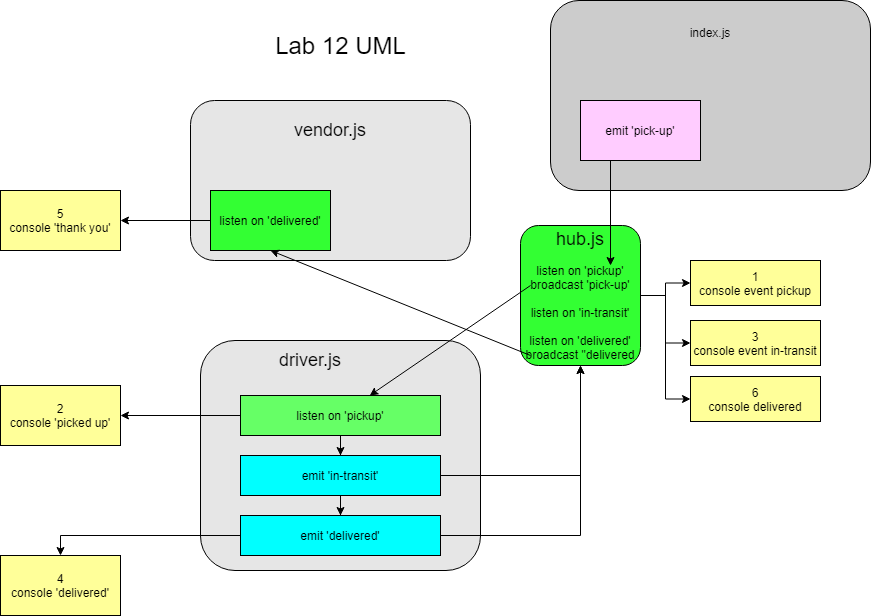 Lab 12 UML
index.js
emit 'pick-up'
vendor.js
listen on 'delivered'
5
console 'thank you'
hub.js
listen on 'pickup'
broadcast 'pick-up'
listen on 'in-transit'
listen on 'delivered'
broadcast "delivered
1
console event pickup
3
console event in-transit
6
console delivered
driver.js
listen on 'pickup'
emit 'in-transit'
emit 'delivered'
2
console 'picked up'
4
console 'delivered'